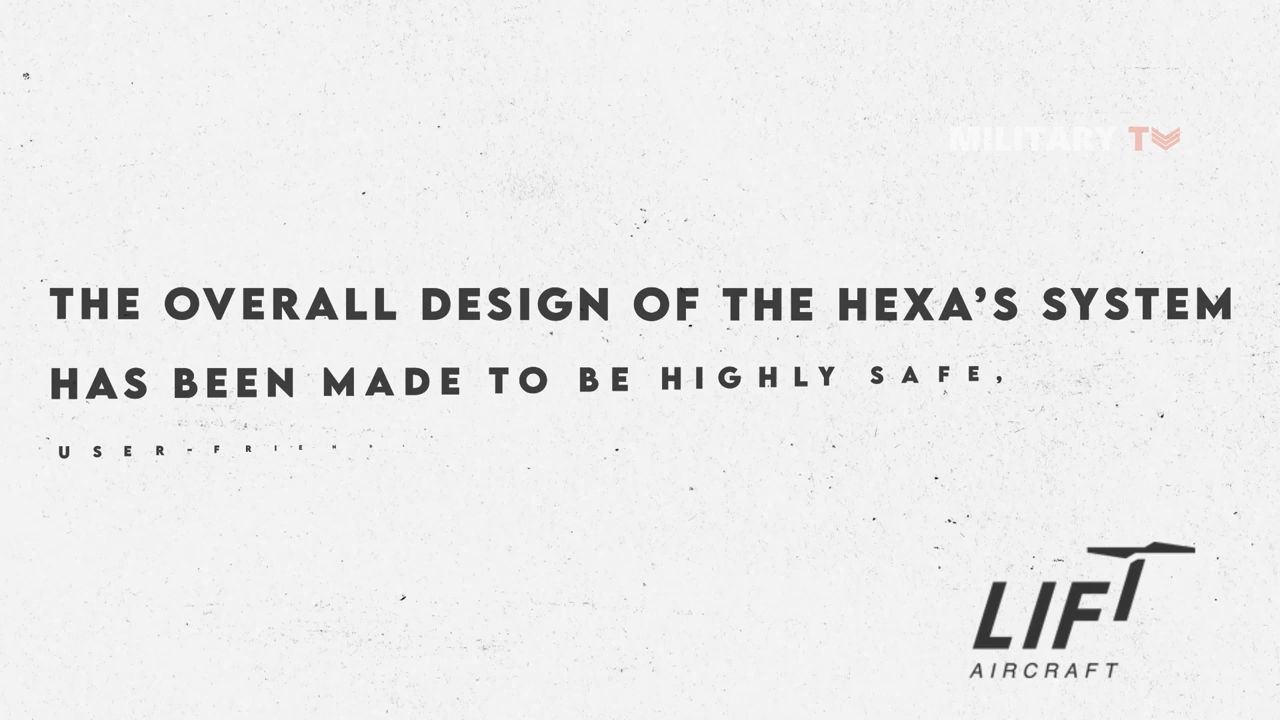 MILITARY TV
THE OVERALL DESIGN OF THE HEXA’S SYSTEM
HAS BEEN MADE TO BE HIGHLY SAFE,
USER-FRIEN
LIFT
AIRCRAFT